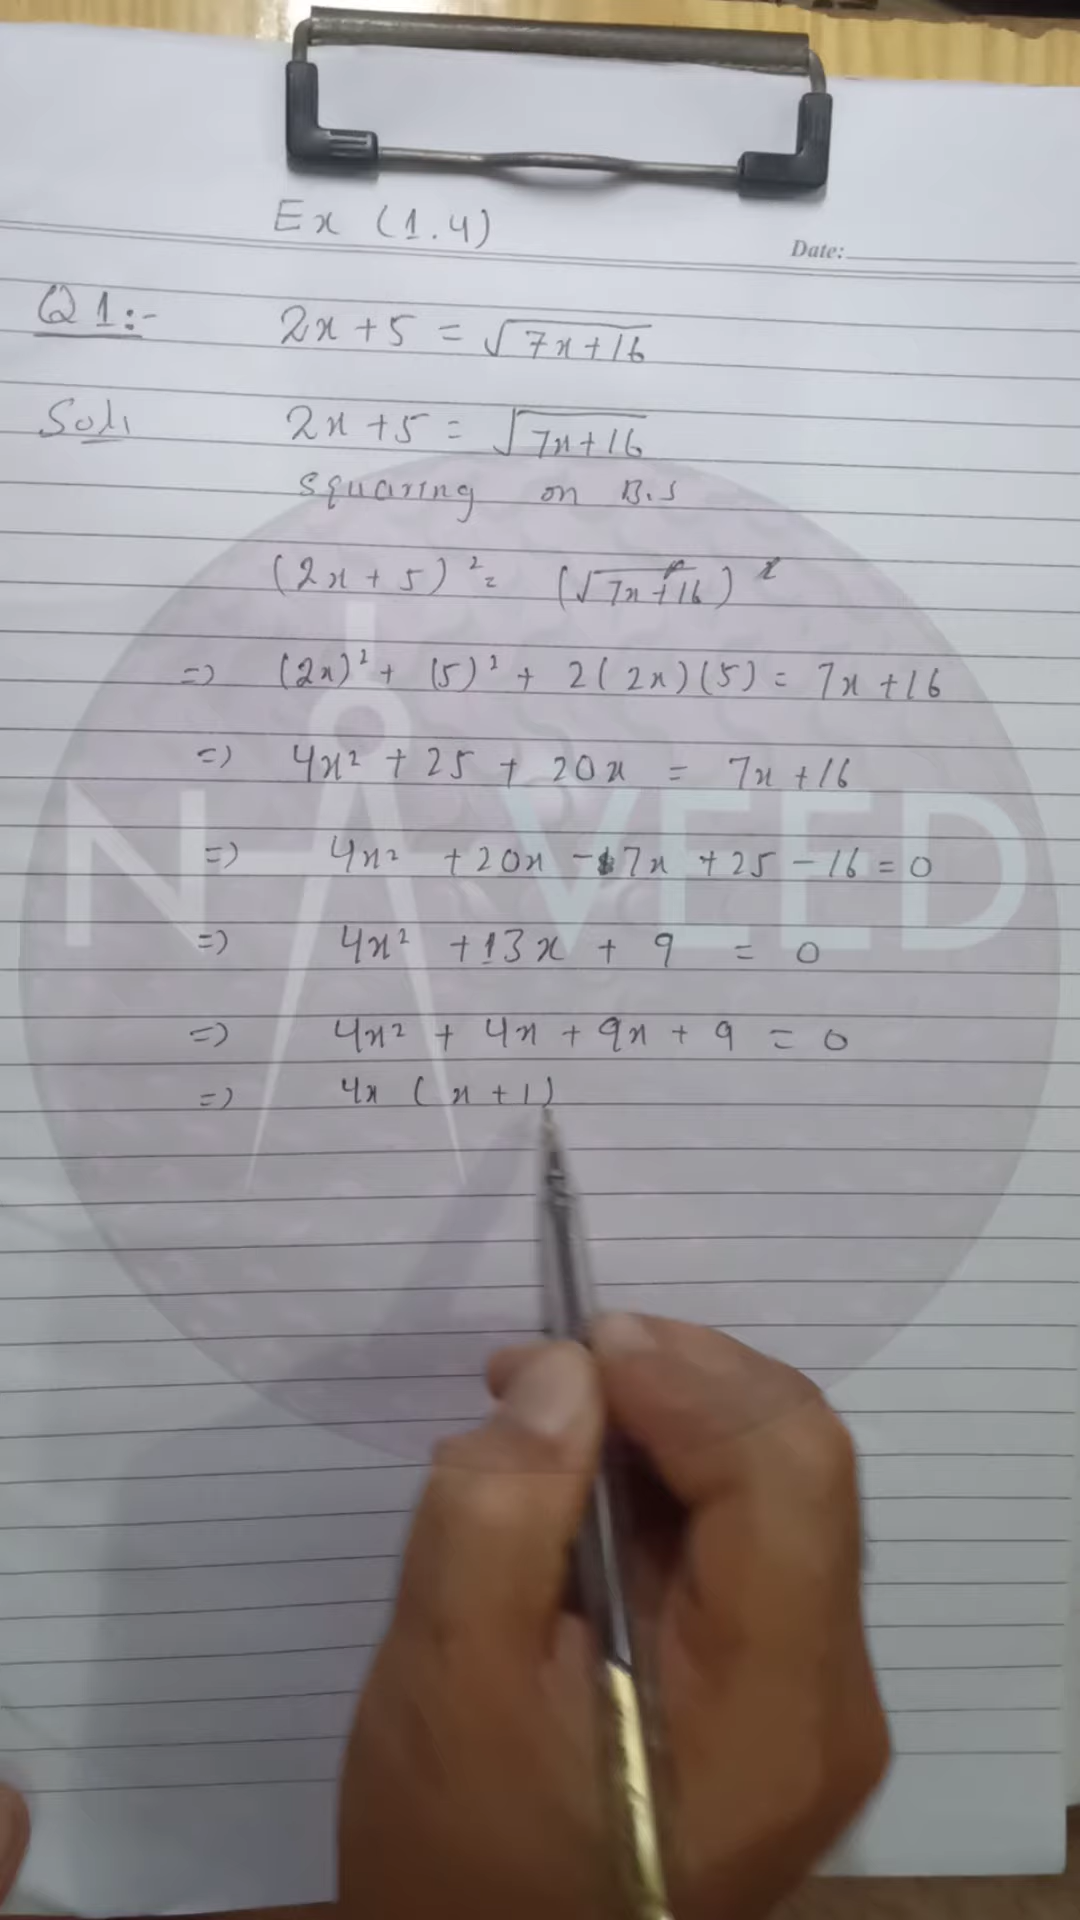 Ex (1.4)
Date:
Q1:- 2x + 5 = √7x+16
Sol: 2x + 5 = √7x+16
squaring on B.S
(2x + 5)² = (√7x+16)²
=) (2x)² + (5)² + 2(2x)(5) = 7x + 16
=) 4x² + 25 + 20x = 7x + 16
=) 4x² + 20x - 7x + 25 - 16 = 0
=) 4x² + 13x + 9 = 0
=) 4x² + 4x + 9x + 9 = 0
=) 4x (x + 1)
NAVEED